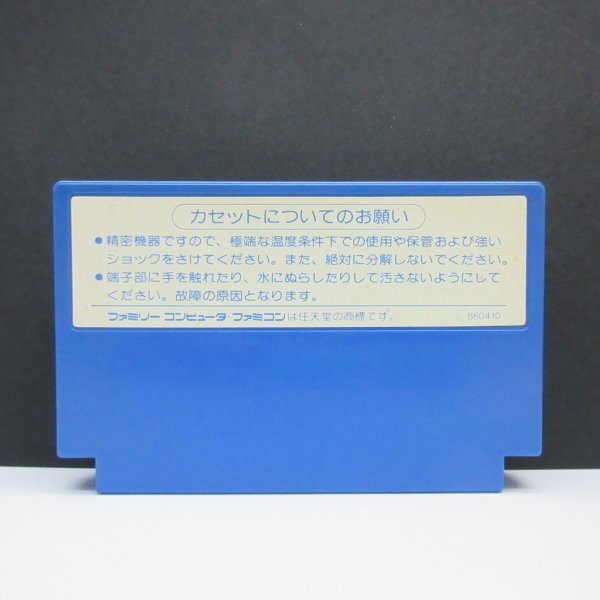 カセットについてのお願い
●精密機器ですので、極端な温度条件下での使用や保管および強い
ショックをさけてください。また、絶対に分解しないでください。
●端子部に手を触れたり、水にぬらしたりして汚さないようにして
ください。故障の原因となります。
ファミリーコンピュータ・ファミコンは任天堂の商標です。 860410